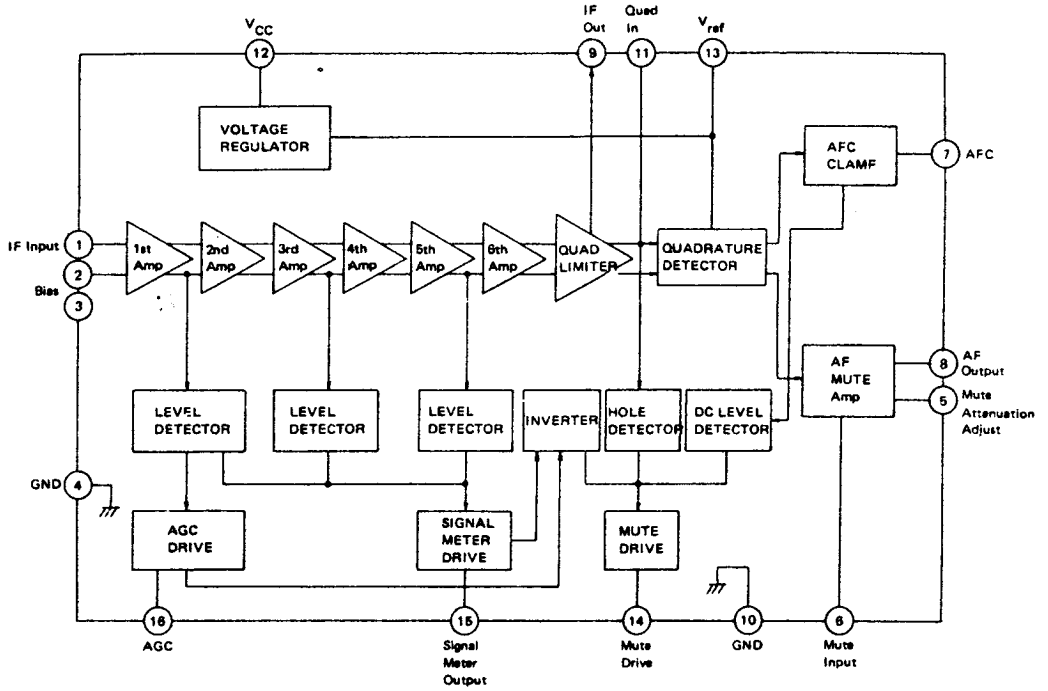 VCC
IF
Out
Quad
In
Vref
12
9
11
13
VOLTAGE
REGULATOR
AFC
CLAMF
7
AFC
IF Input
1
2
Bias
3
1st
Amp
2nd
Amp
3rd
Amp
4th
Amp
5th
Amp
6th
Amp
QUAD
LIMITER
QUADRATURE
DETECTOR
AF
MUTE
Amp
8
AF
Output
5
Mute
Attenuation
Adjust
LEVEL
DETECTOR
LEVEL
DETECTOR
LEVEL
DETECTOR
INVERTER
HOLE
DETECTOR
DC LEVEL
DETECTOR
GND
4
AGC
DRIVE
SIGNAL
METER
DRIVE
MUTE
DRIVE
16
15
14
10
6
AGC
Signal
Meter
Output
Mute
Drive
GND
Mute
Input